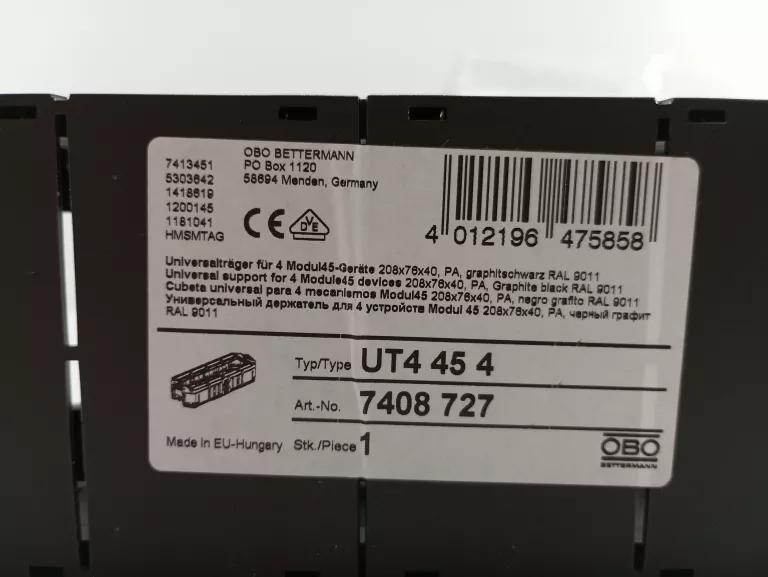 7413451
5303642
1418619
1200145
1181041
HMSMTAG
OBO BETTERMANN
PO Box 1120
58694 Menden, Germany
CE
DVE
4 012196 475858
Universalträger für 4 Modul45-Geräte 208x76x40, PA, graphitschwarz RAL 9011
Universal support for 4 Module45 devices 208x76x40, PA, Graphite black RAL 9011
Cubeta universal para 4 mecanismos Modul45 208x76x40, PA, negro grafito RAL 9011
Универсальный держатель для 4 устройств Modul 45 208x76x40, PA, черный графит
RAL 9011
Typ/Type UT4 45 4
Art.-No. 7408 727
Made in EU-Hungary Stk./Piece 1
OBO
BETTERMANN